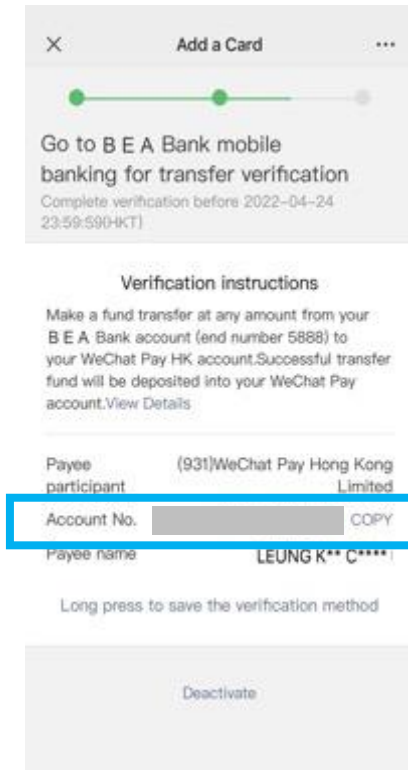 Add a Card
Go to B E A Bank mobile
banking for transfer verification
Complete verification before 2022-04-24
23:59:59(HKT)
Verification instructions
Make a fund transfer at any amount from your
B E A Bank account (end number 5888) to
your WeChat Pay HK account.Successful transfer
fund will be deposited into your WeChat Pay
account.View Details
Payee participant (931)WeChat Pay Hong Kong Limited
Account No. COPY
Payee name LEUNG K** C****
Long press to save the verification method
Deactivate